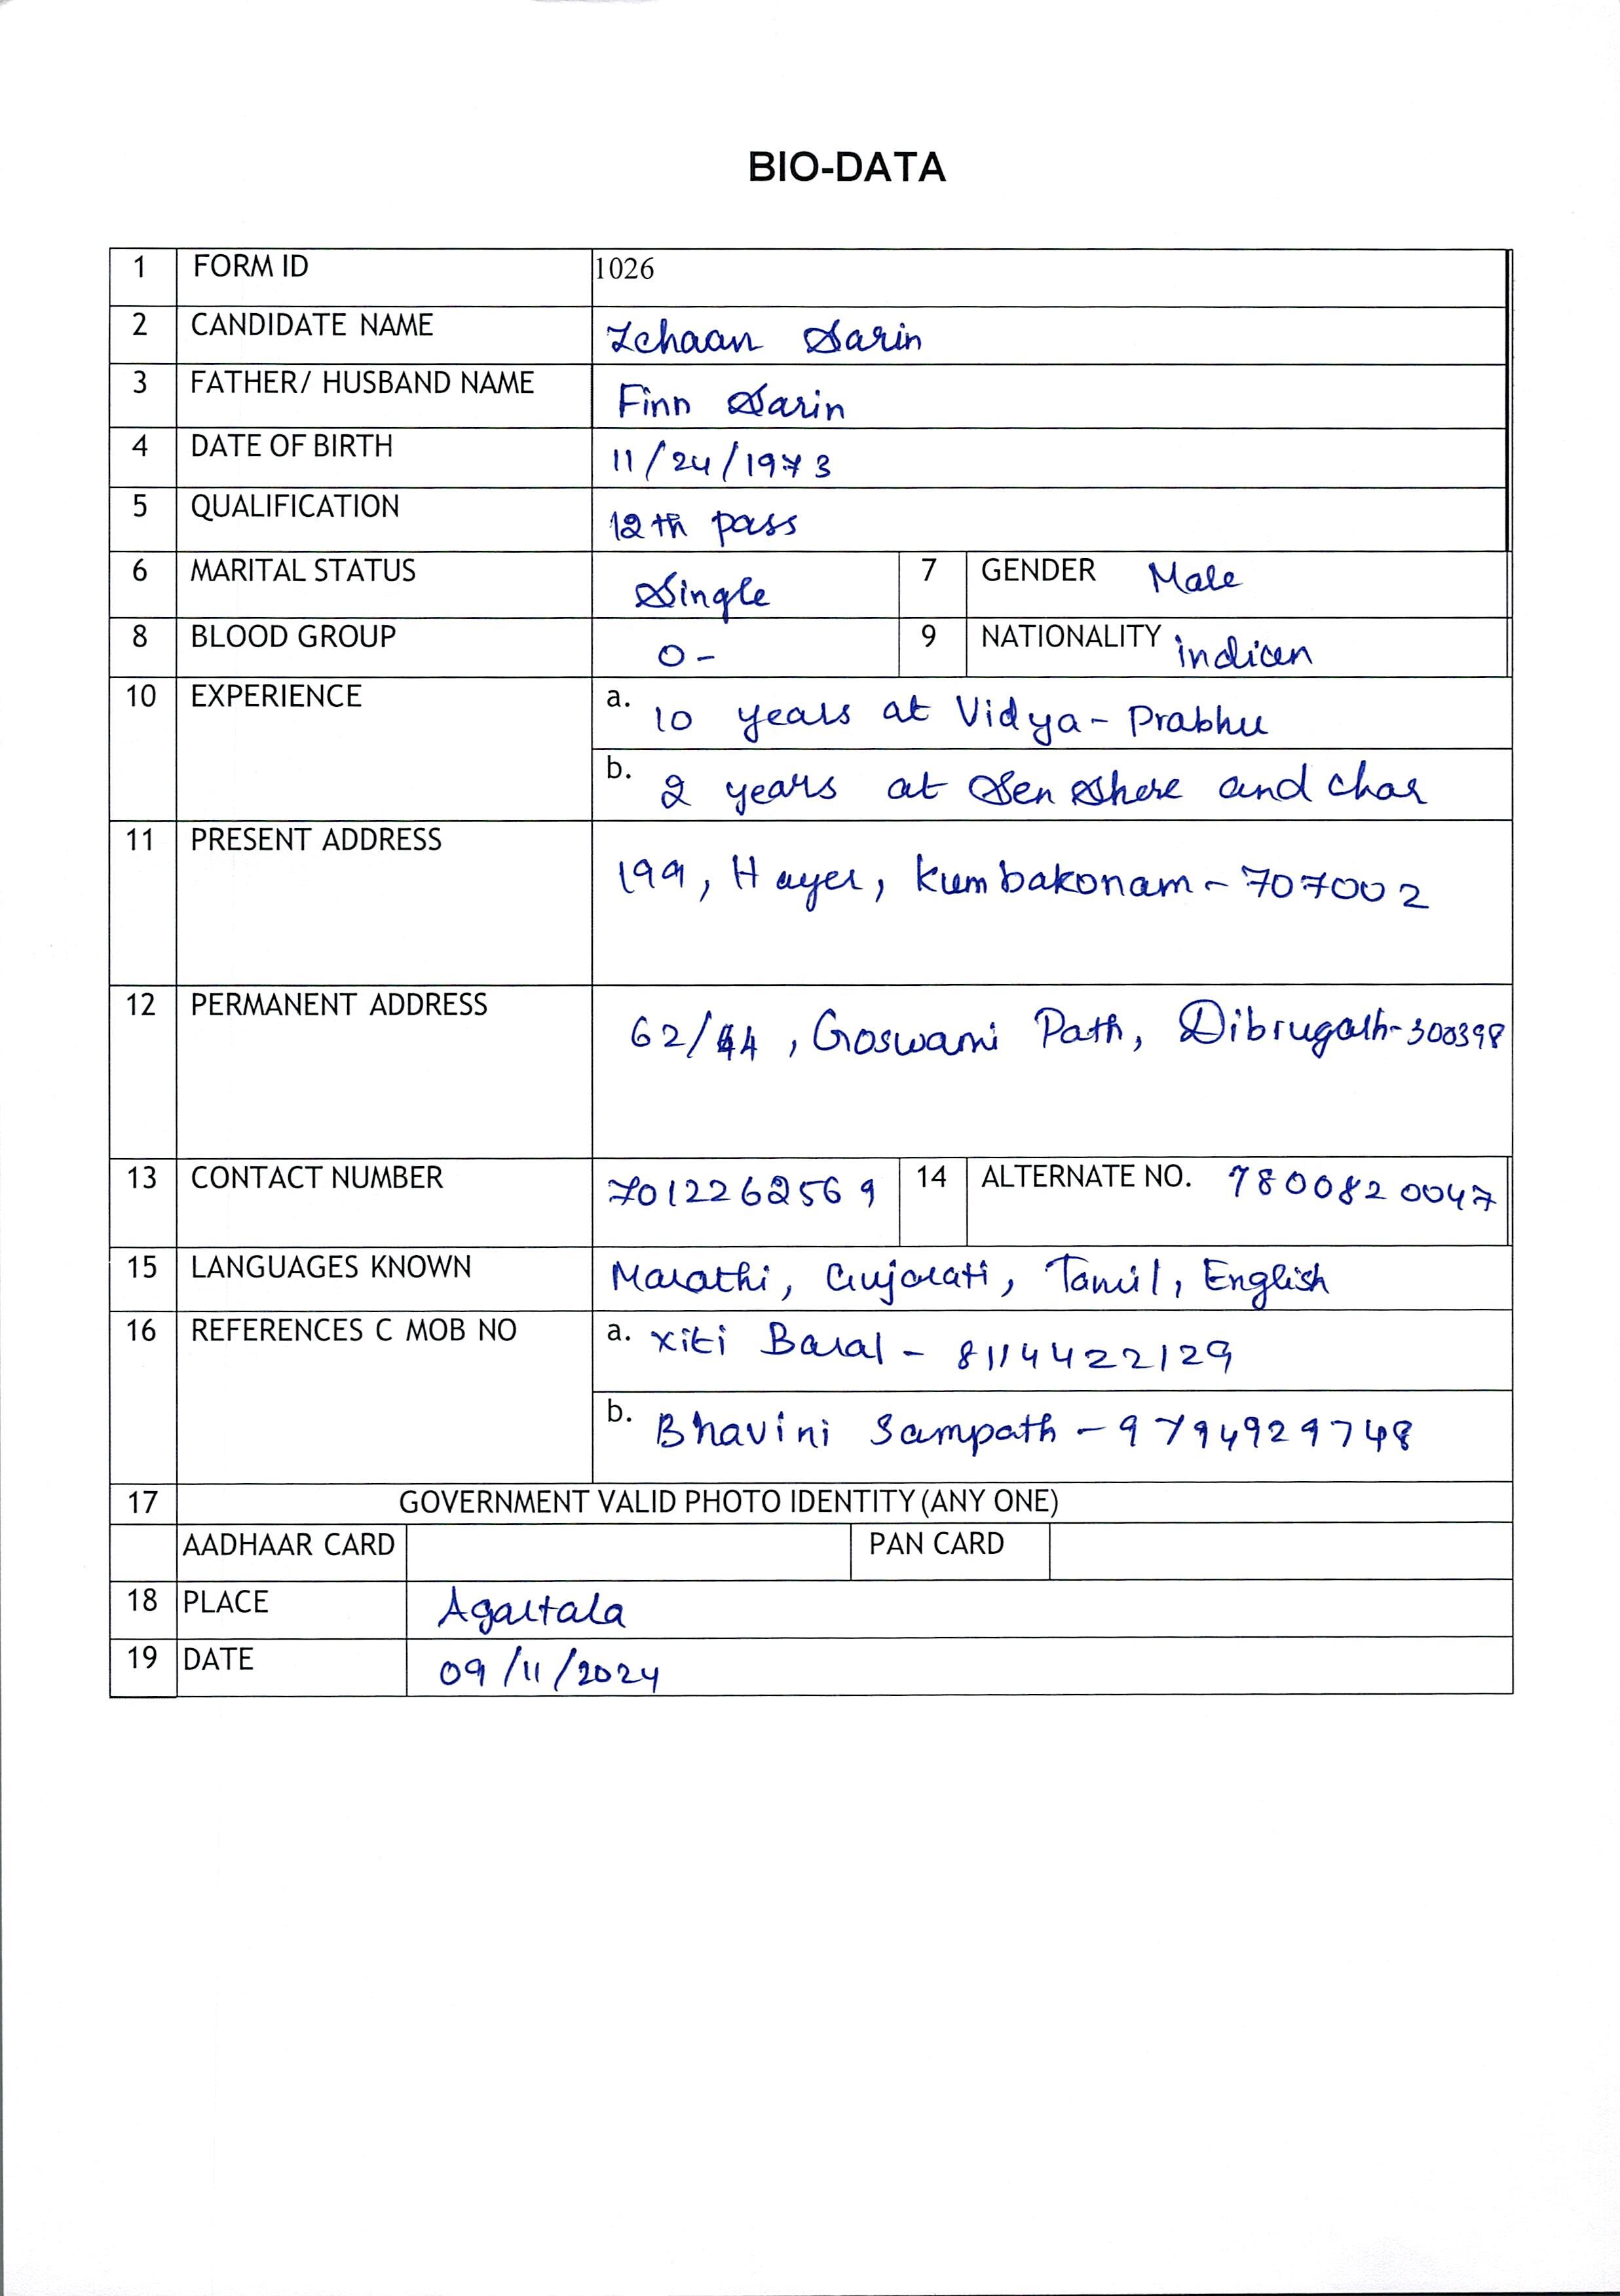 BIO-DATA
1 FORM ID 1026
2 CANDIDATE NAME Zehaan Sarin
3 FATHER/ HUSBAND NAME Finn Sarin
4 DATE OF BIRTH 11/24/1973
5 QUALIFICATION 12th pass
6 MARITAL STATUS Single 7 GENDER Male
8 BLOOD GROUP O- 9 NATIONALITY indian
10 EXPERIENCE a. 10 years at Vidya-Prabhu
b. 2 years at Sen Shere and char
11 PRESENT ADDRESS 199, Hayer, Kumbakonam-707002
12 PERMANENT ADDRESS 62/44, Goswami Path, Dibrugarh-300398
13 CONTACT NUMBER 7012262569 14 ALTERNATE NO. 7800820047
15 LANGUAGES KNOWN Marathi, Gujarati, Tamil, English
16 REFERENCES C MOB NO a. Xiti Baral - 8114422129
b. Bhavini Sampath - 9794929748
17 GOVERNMENT VALID PHOTO IDENTITY (ANY ONE)
AADHAAR CARD PAN CARD
18 PLACE Agartala
19 DATE 09/11/2024